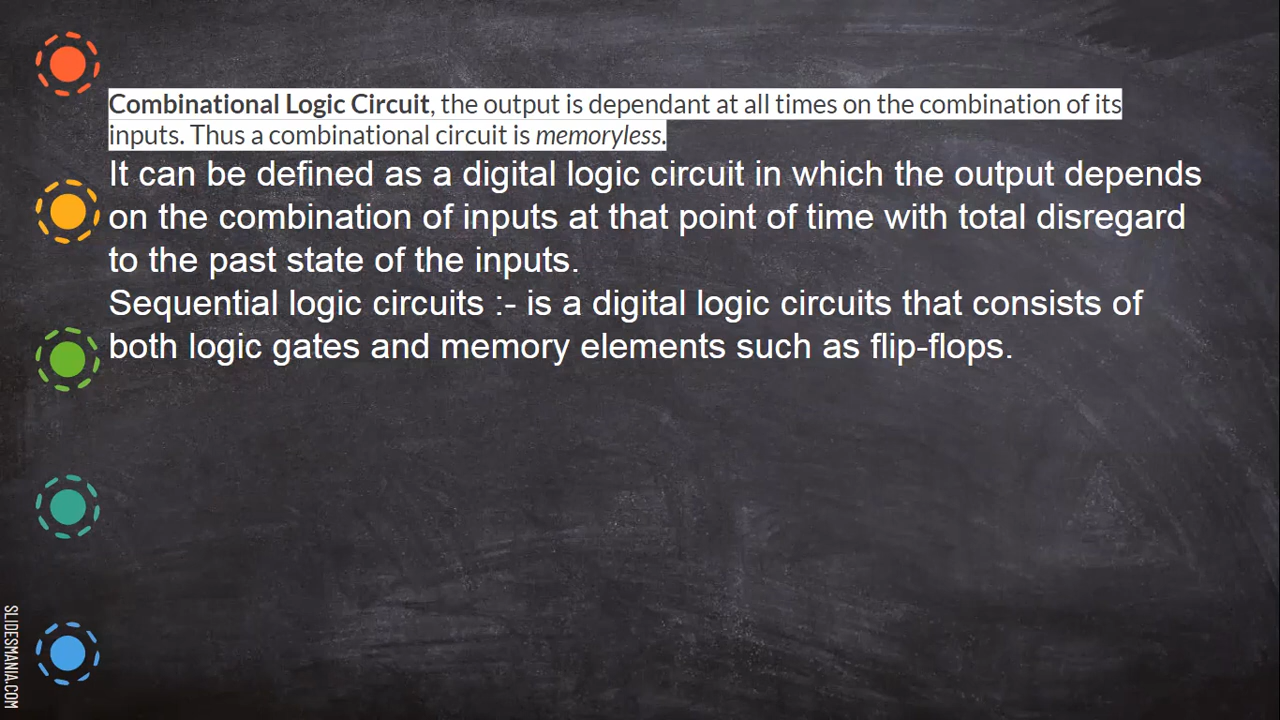 Combinational Logic Circuit, the output is dependant at all times on the combination of its
inputs. Thus a combinational circuit is memoryless.
It can be defined as a digital logic circuit in which the output depends
on the combination of inputs at that point of time with total disregard
to the past state of the inputs.
Sequential logic circuits :- is a digital logic circuits that consists of
both logic gates and memory elements such as flip-flops.
SLIDESMANIA.COM